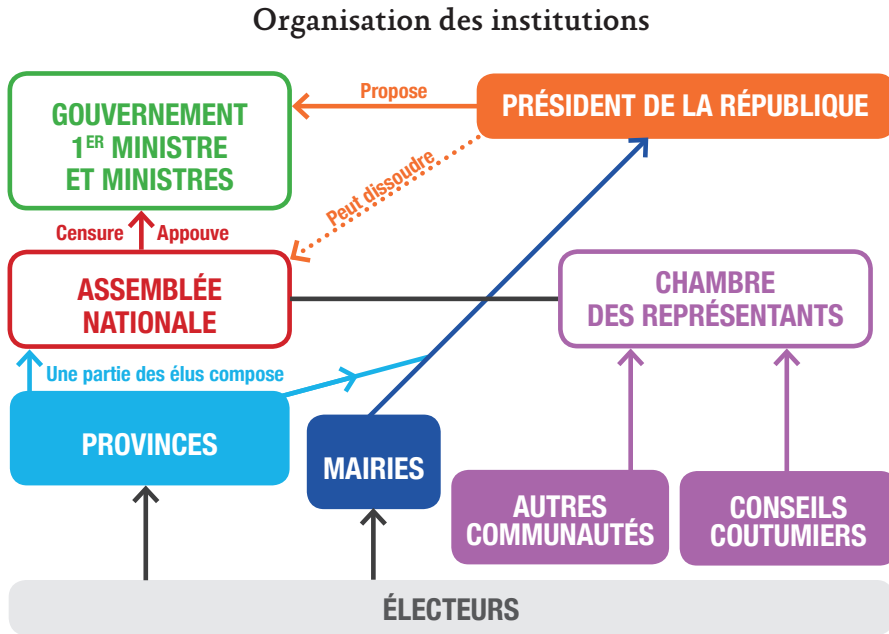 Organisation des institutions
GOUVERNEMENT
1ER MINISTRE
ET MINISTRES
Propose
PRÉSIDENT DE LA RÉPUBLIQUE
Peut dissoudre
Censure Appouve
ASSEMBLÉE
NATIONALE
CHAMBRE
DES REPRÉSENTANTS
Une partie des élus compose
PROVINCES
MAIRIES
AUTRES
COMMUNAUTÉS
CONSEILS
COUTUMIERS
ÉLECTEURS